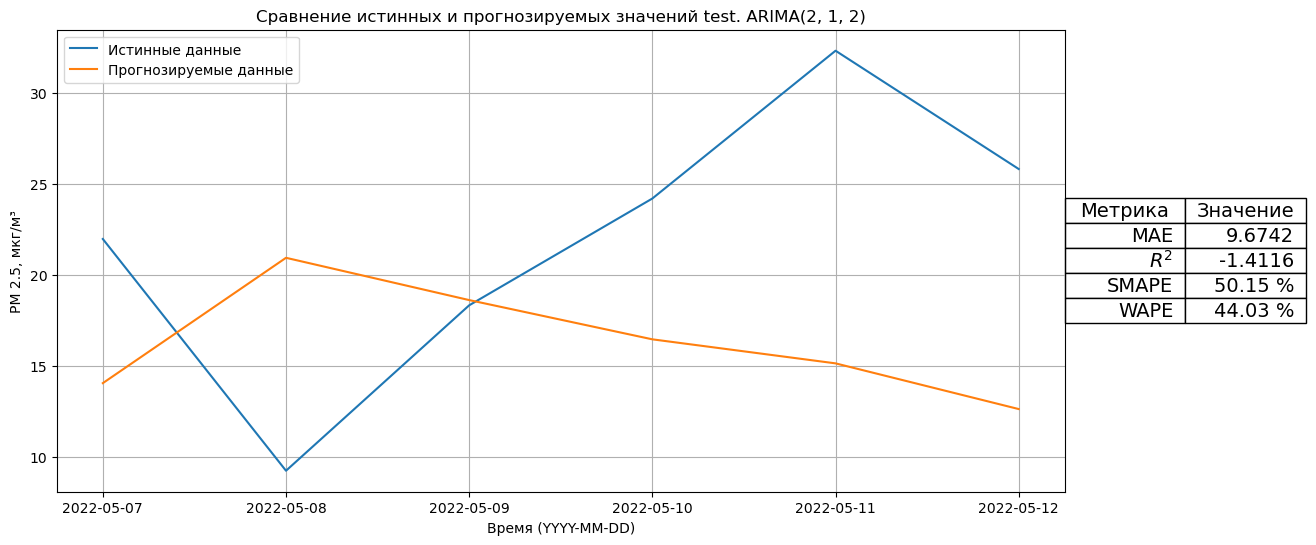 Сравнение истинных и прогнозируемых значений test. ARIMA(2, 1, 2)
Истинные данные
Прогнозируемые данные
30
25
20
15
10
PM 2.5, мкг/м³
2022-05-07 2022-05-08 2022-05-09 2022-05-10 2022-05-11 2022-05-12
Время (YYYY-MM-DD)
Метрика Значение
MAE 9.6742
R² -1.4116
SMAPE 50.15 %
WAPE 44.03 %